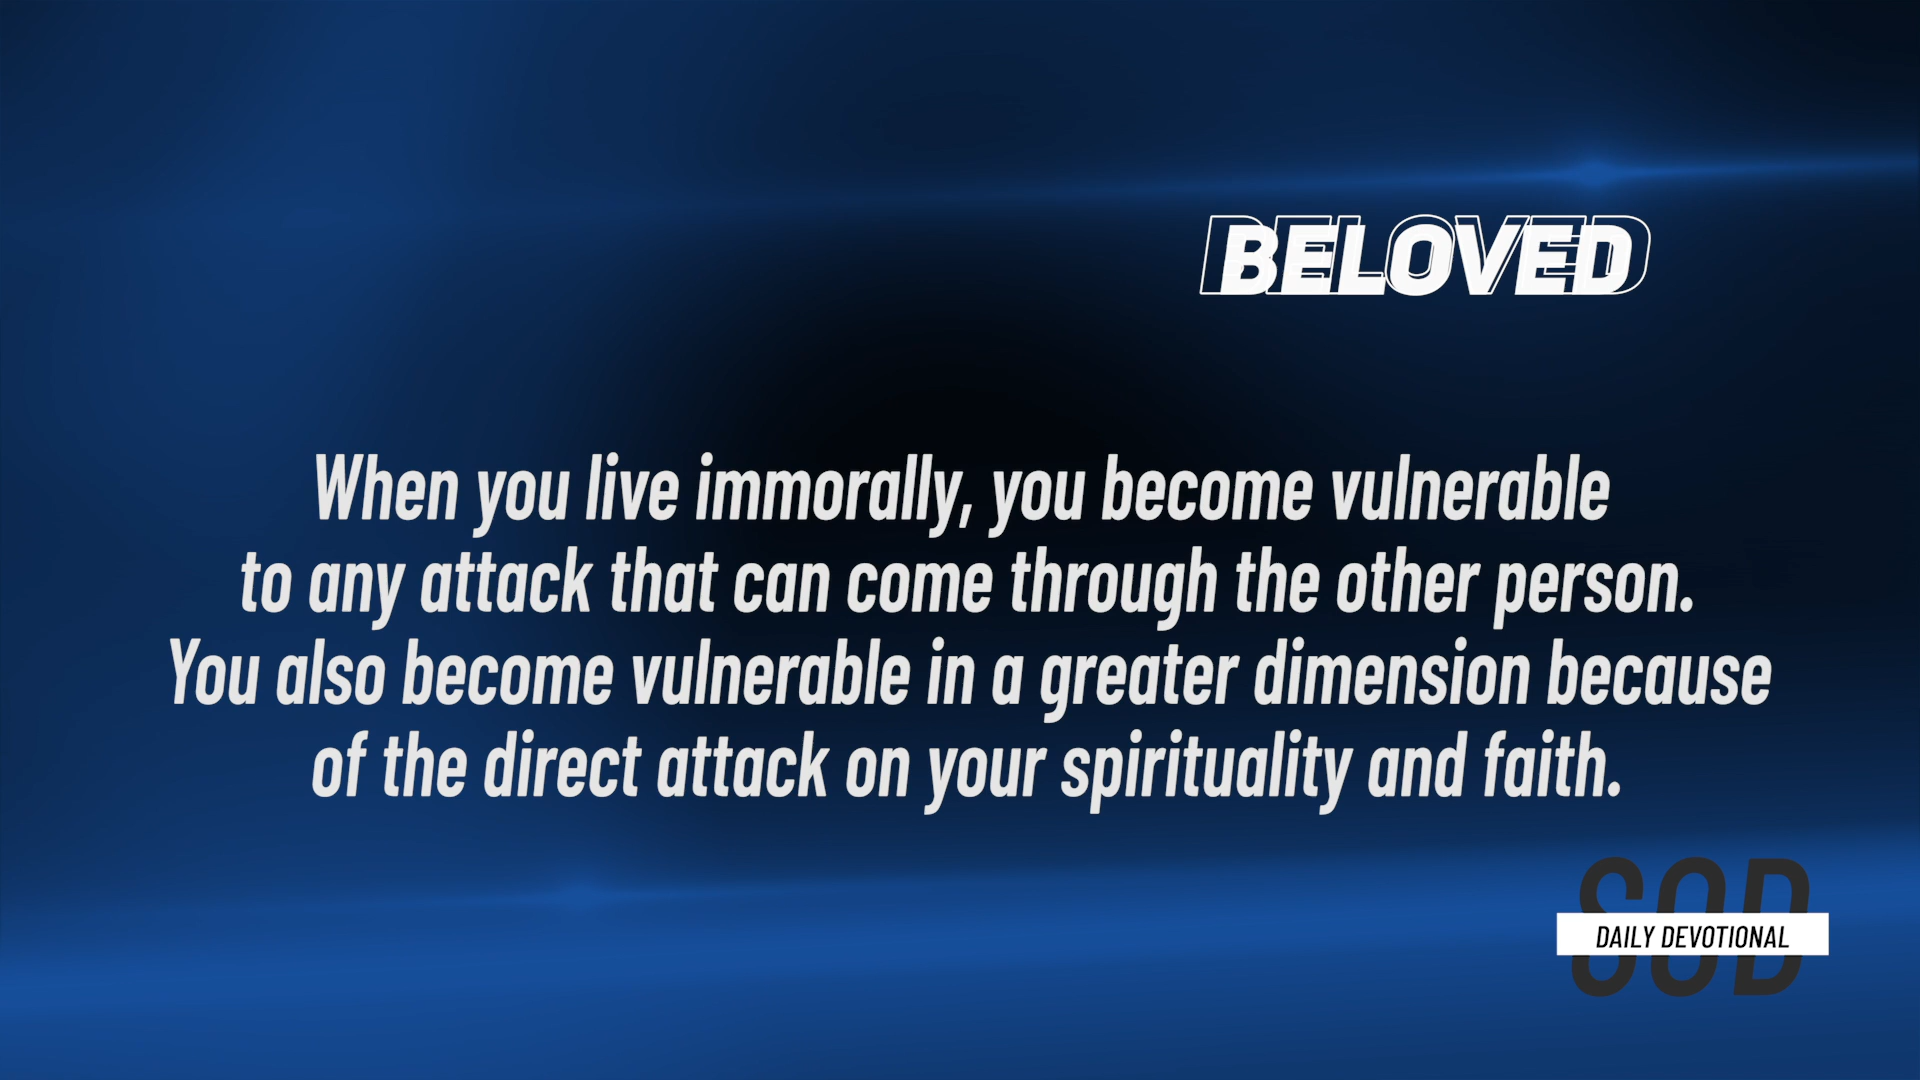 BELOVED
When you live immorally, you become vulnerable
to any attack that can come through the other person.
You also become vulnerable in a greater dimension because
of the direct attack on your spirituality and faith.
SOD
DAILY DEVOTIONAL